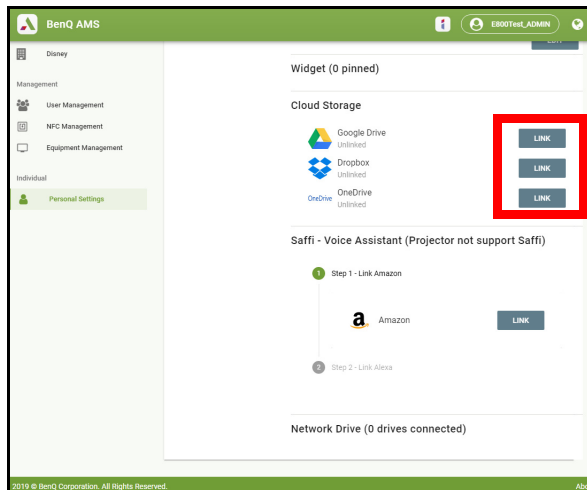 BenQ AMS
E800Test_ADMIN
Disney
Widget (0 pinned)
Management
Cloud Storage
User Management
Google Drive
Unlinked
LINK
NFC Management
Equipment Management
Dropbox
Unlinked
LINK
Individual
Personal Settings
OneDrive
OneDrive
Unlinked
LINK
Saffi - Voice Assistant (Projector not support Saffi)
1 Step 1 - Link Amazon
a Amazon
LINK
2 Step 2 - Link Alexa
Network Drive (0 drives connected)
2019 © BenQ Corporation. All Rights Reserved.
Abo